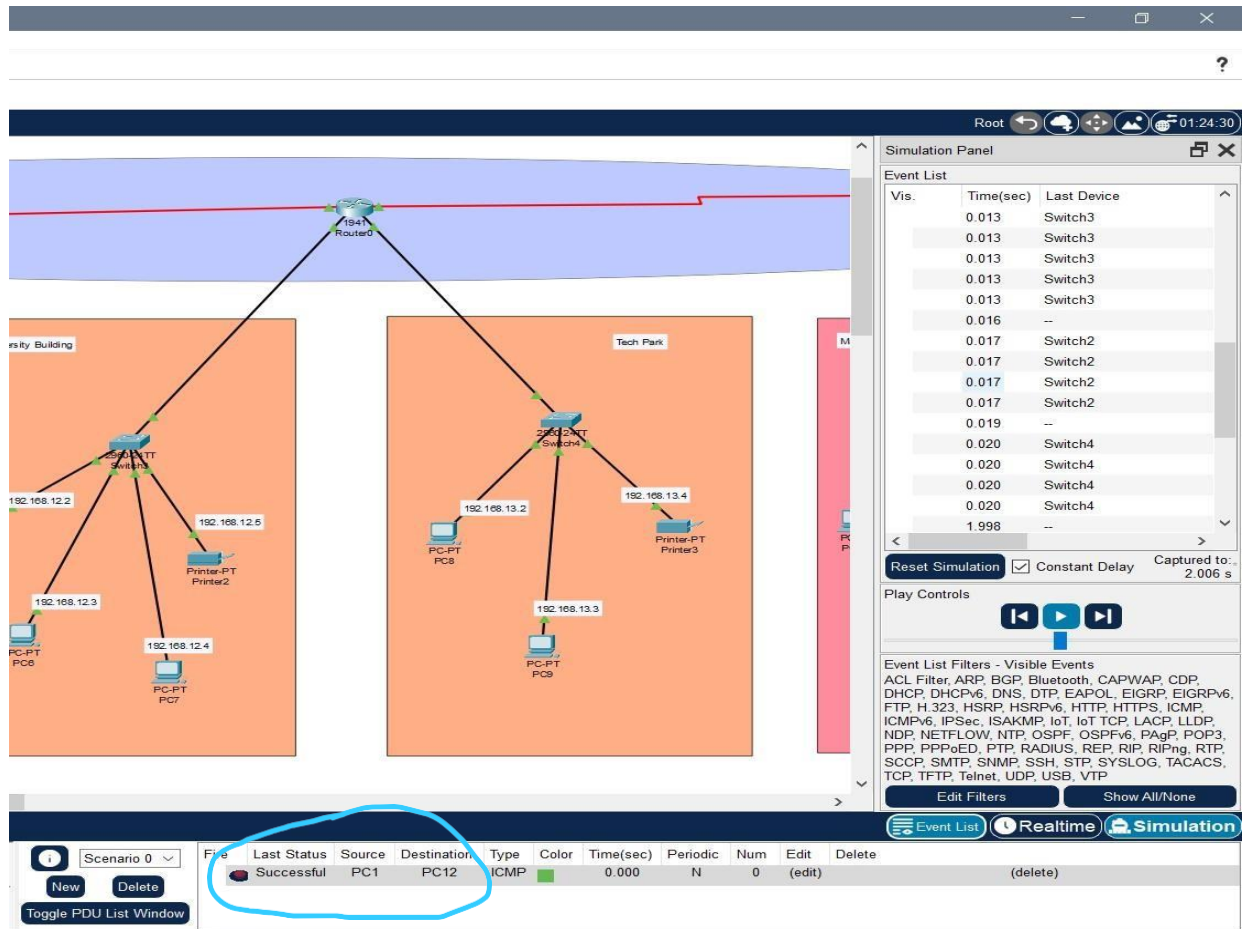 ?
Root 01:24:30
Simulation Panel
Event List
Vis. Time(sec) Last Device
0.013 Switch3
0.013 Switch3
0.013 Switch3
0.013 Switch3
0.013 Switch3
0.016 --
0.017 Switch2
0.017 Switch2
0.017 Switch2
0.017 Switch2
0.019 --
0.020 Switch4
0.020 Switch4
0.020 Switch4
0.020 Switch4
1.998 --
Reset Simulation Constant Delay Captured to:
2.006 s
Play Controls
Event List Filters - Visible Events
ACL Filter, ARP, BGP, Bluetooth, CAPWAP, CDP,
DHCP, DHCPv6, DNS, DTP, EAPOL, EIGRP, EIGRPv6,
FTP, H.323, HSRP, HSRPv6, HTTP, HTTPS, ICMP,
ICMPv6, IPSec, ISAKMP, IoT, IoT TCP, LACP, LLDP,
NDP, NETFLOW, NTP, OSPF, OSPFv6, PAgP, POP3,
PPP, PPPoED, PTP, RADIUS, REP, RIP, RIPng, RTP,
SCCP, SMTP, SNMP, SSH, STP, SYSLOG, TACACS,
TCP, TFTP, Telnet, UDP, USB, VTP
Edit Filters Show All/None
Event List Realtime Simulation
1941
Router0
rsity Building
Tech Park
M
2960-24TT
Switch4
192.168.12.2
192.168.12.5
Printer-PT
Printer2
192.168.12.3
PC-PT
PC6
192.168.12.4
PC-PT
PC7
192.168.13.2
PC-PT
PC8
192.168.13.4
Printer-PT
Printer3
192.168.13.3
PC-PT
PC9
Scenario 0
New Delete
Toggle PDU List Window
Fire Last Status Source Destination Type Color Time(sec) Periodic Num Edit Delete
Successful PC1 PC12 ICMP 0.000 N 0 (edit) (delete)